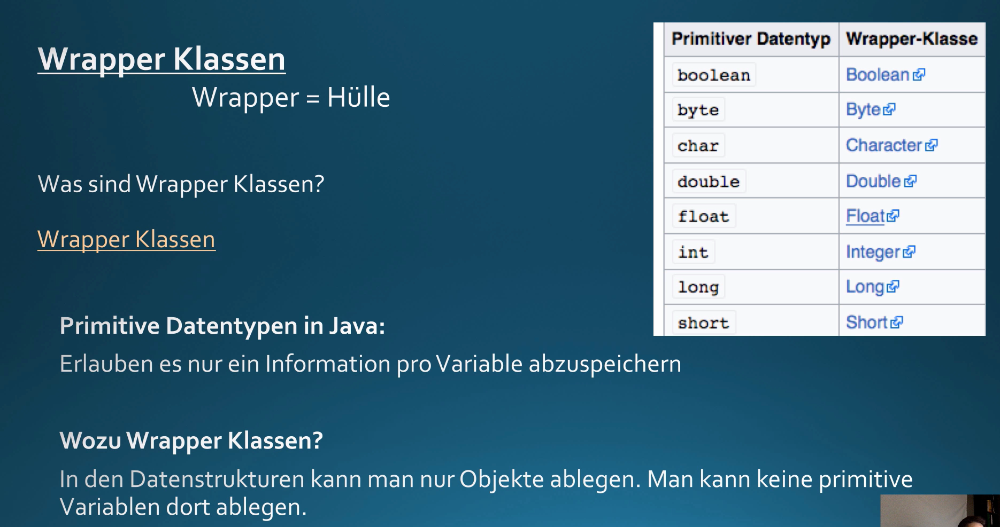 Wrapper Klassen
Wrapper = Hülle
Was sind Wrapper Klassen?
Wrapper Klassen
Primitive Datentypen in Java:
Erlauben es nur ein Information pro Variable abzuspeichern
Wozu Wrapper Klassen?
In den Datenstrukturen kann man nur Objekte ablegen. Man kann keine primitive
Variablen dort ablegen.
Primitiver Datentyp Wrapper-Klasse
boolean Boolean
byte Byte
char Character
double Double
float Float
int Integer
long Long
short Short